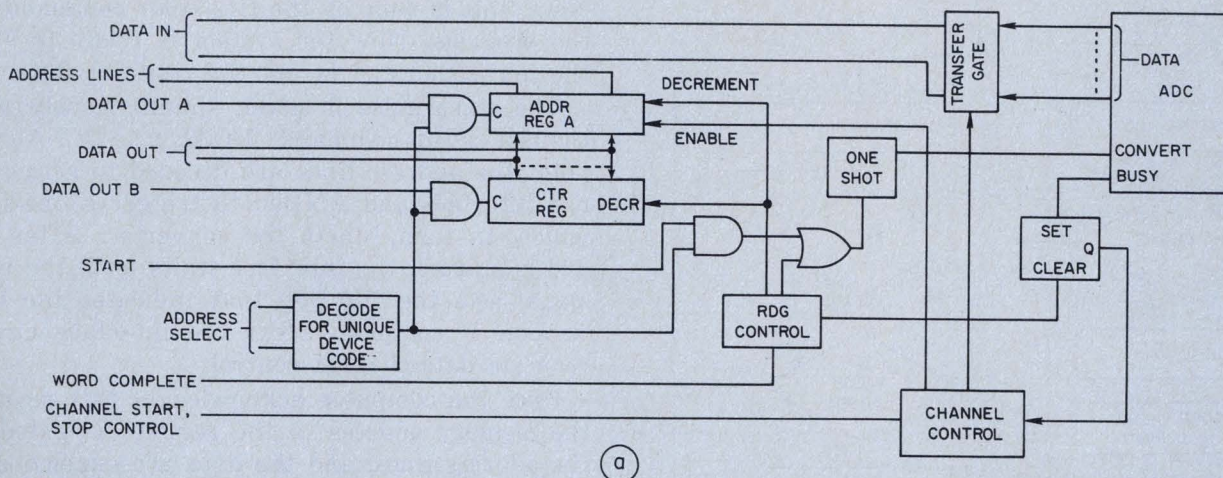 DATA IN
ADDRESS LINES
DATA OUT A
DATA OUT
DATA OUT B
START
ADDRESS
SELECT
WORD COMPLETE
CHANNEL START,
STOP CONTROL
DECODE
FOR UNIQUE
DEVICE
CODE
C
ADDR
REG A
C
CTR
REG
DECR
DECREMENT
ENABLE
RDG
CONTROL
ONE
SHOT
TRANSFER
GATE
DATA
ADC
CONVERT
BUSY
SET
Q
CLEAR
CHANNEL
CONTROL
a